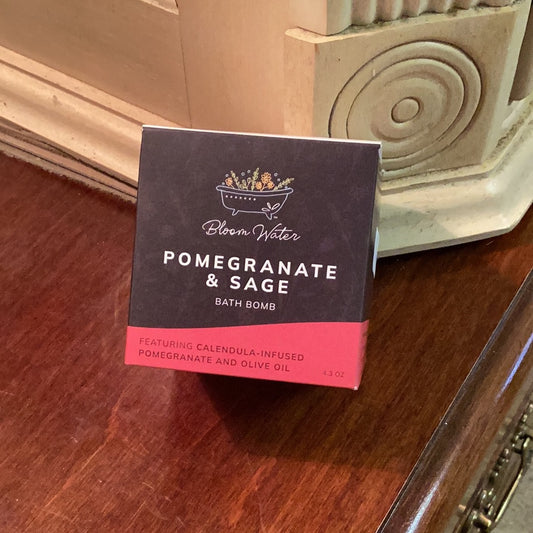 Bloom Water
POMEGRANATE
& SAGE
BATH BOMB
FEATURING CALENDULA-INFUSED
POMEGRANATE AND OLIVE OIL
4.3 OZ